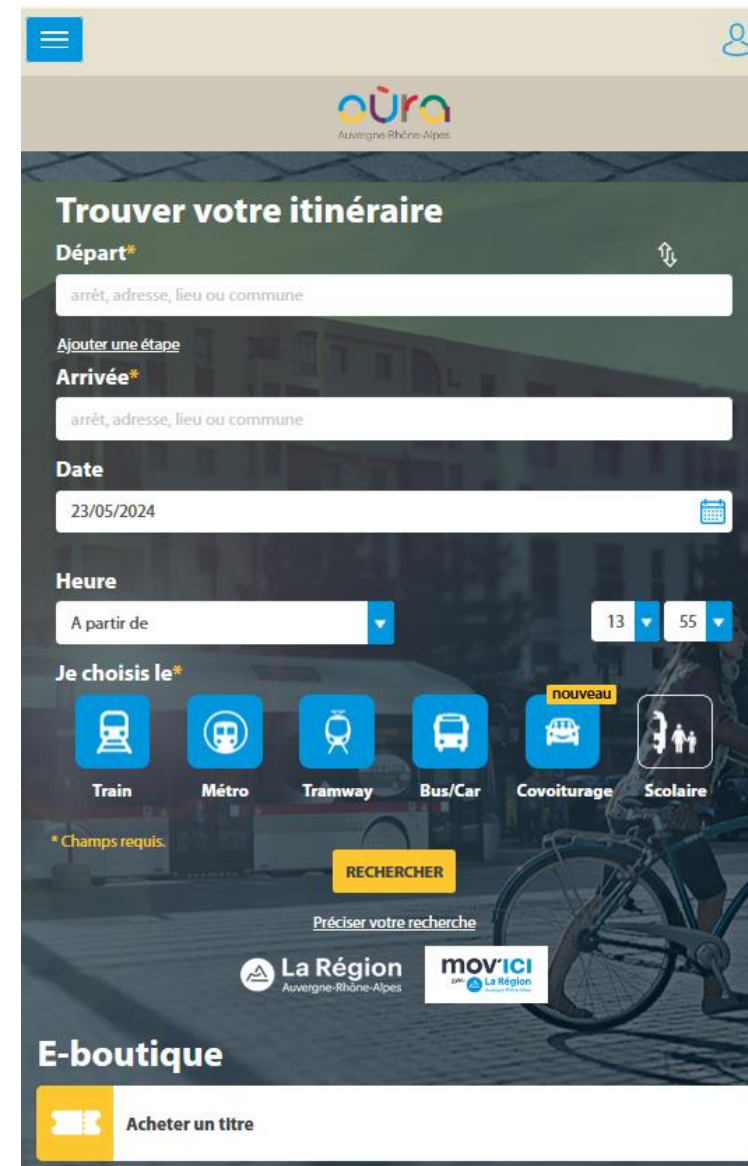 oùra
Auvergne-Rhône-Alpes
Trouver votre itinéraire
Départ*
arrêt, adresse, lieu ou commune
Ajouter une étape
Arrivée*
arrêt, adresse, lieu ou commune
Date
23/05/2024
Heure
A partir de 13 55
Je choisis le*
nouveau
Train Métro Tramway Bus/Car Covoiturage Scolaire
* Champs requis.
RECHERCHER
Préciser votre recherche
La Région
Auvergne-Rhône-Alpes
mov'ici
La Région
E-boutique
Acheter un titre